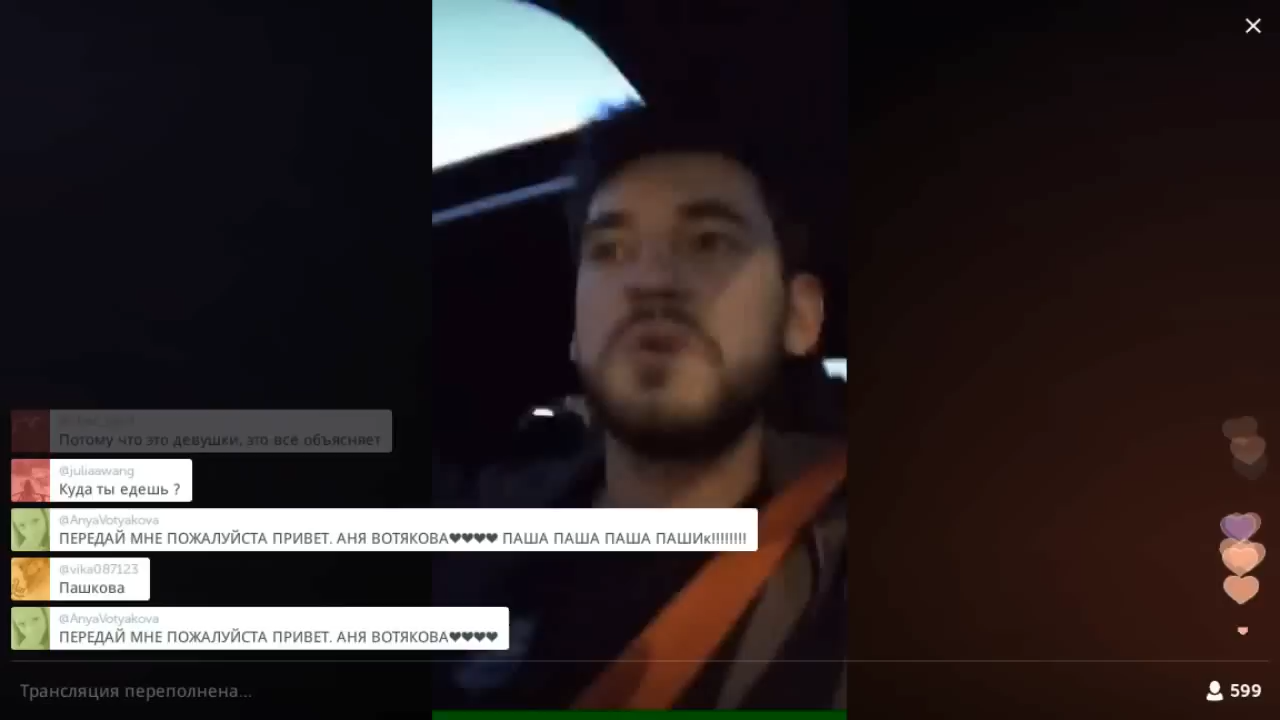 Потому что это девушки, это всё объясняет
@juliaawang
Куда ты едешь ?
@AnyaVotyakova
ПЕРЕДАЙ МНЕ ПОЖАЛУЙСТА ПРИВЕТ. АНЯ ВОТЯКОВА❤❤❤❤ ПАША ПАША ПАША ПАШИк!!!!!!!!
@vika087123
Пашкова
@AnyaVotyakova
ПЕРЕДАЙ МНЕ ПОЖАЛУЙСТА ПРИВЕТ. АНЯ ВОТЯКОВА❤❤❤❤
Трансляция переполнена...
599